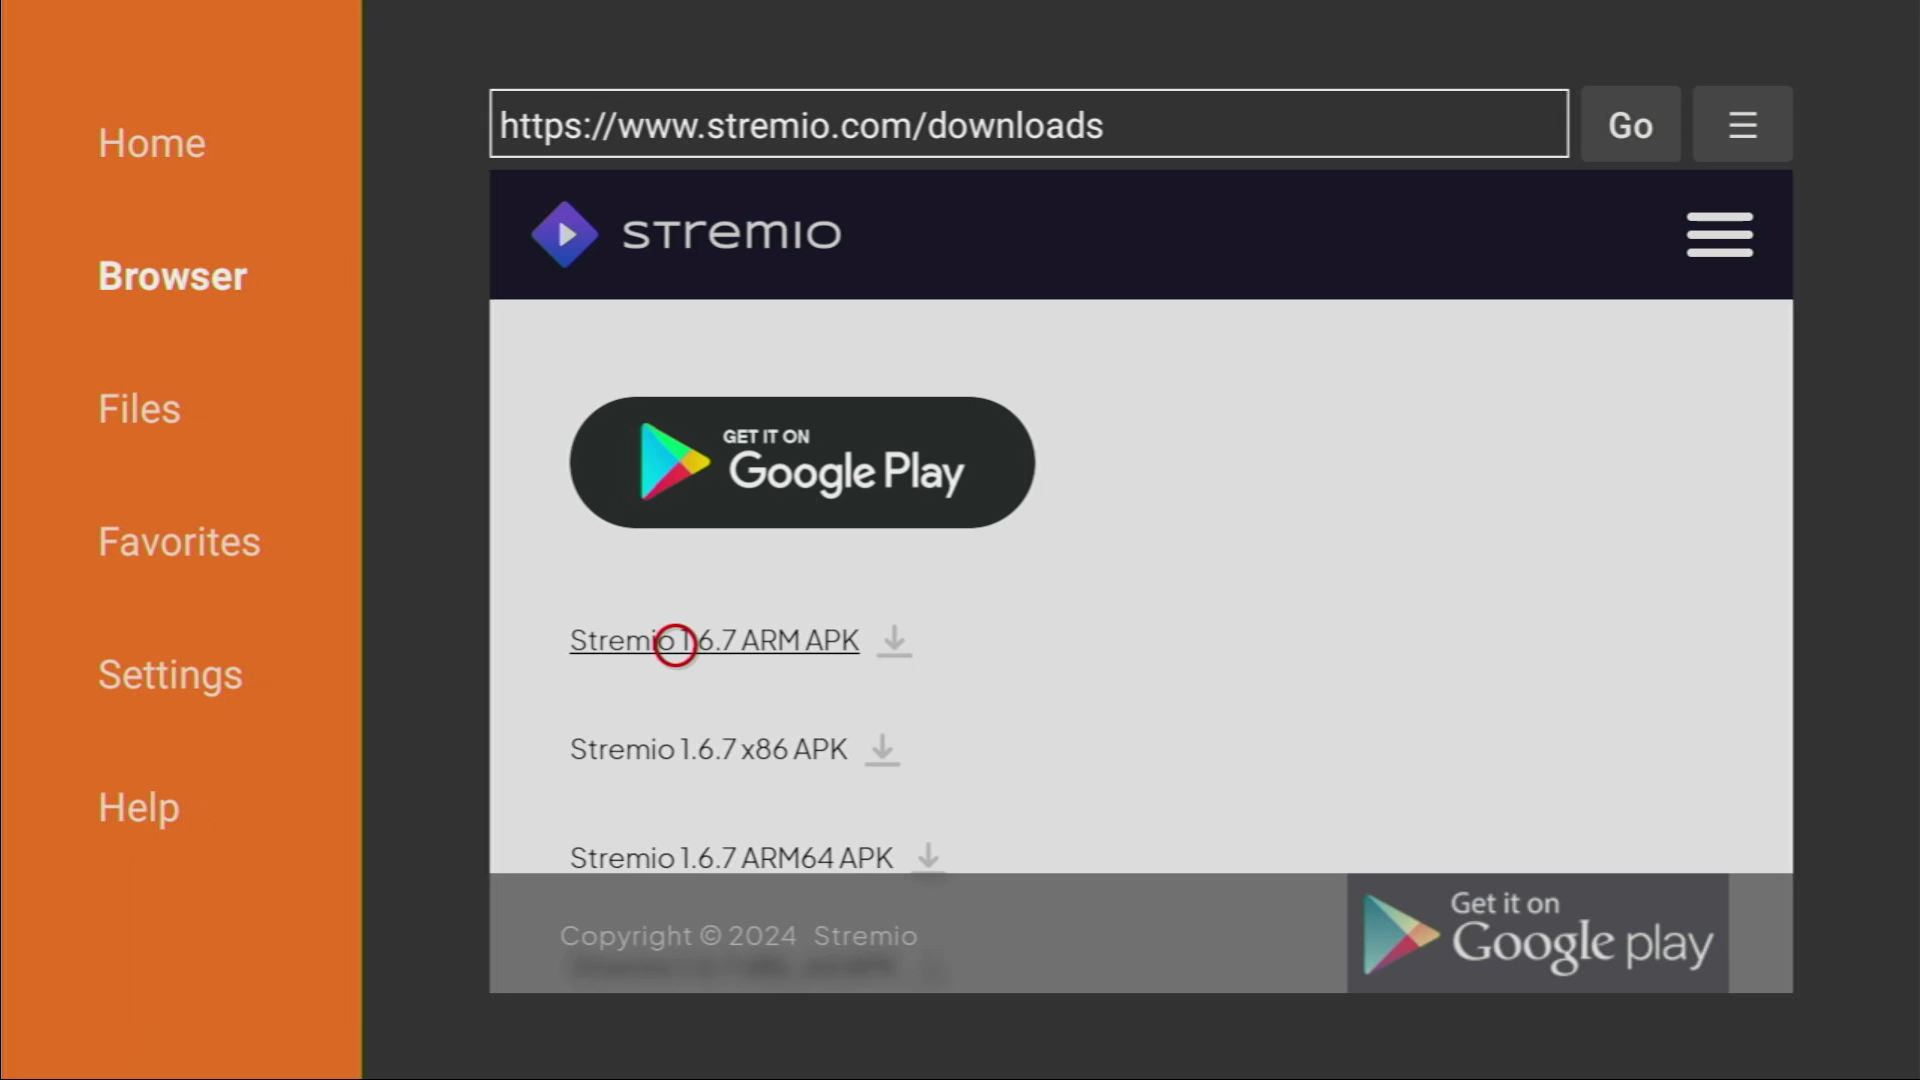 Home
Browser
Files
Favorites
Settings
Help
https://www.stremio.com/downloads
Go
STREMIO
GET IT ON
Google Play
Stremio 1.6.7 ARM APK
Stremio 1.6.7 x86 APK
Stremio 1.6.7 ARM64 APK
Copyright © 2024 Stremio
Get it on
Google play